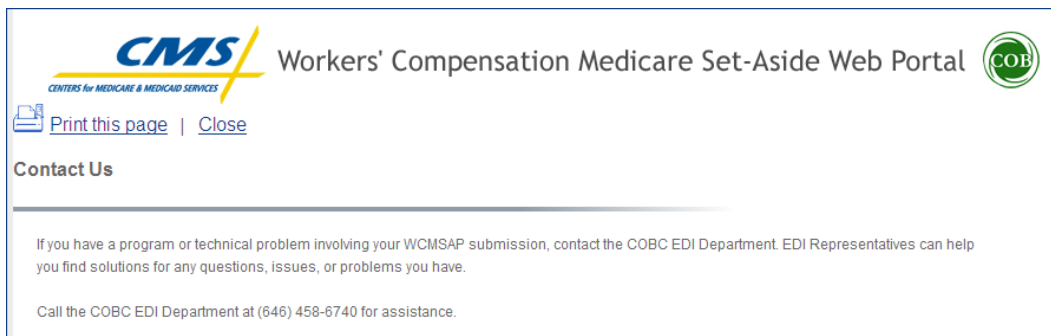 CMS
CENTERS for MEDICARE & MEDICAID SERVICES
Workers' Compensation Medicare Set-Aside Web Portal
COB
Print this page | Close
Contact Us
If you have a program or technical problem involving your WCMSAP submission, contact the COBC EDI Department. EDI Representatives can help
you find solutions for any questions, issues, or problems you have.
Call the COBC EDI Department at (646) 458-6740 for assistance.